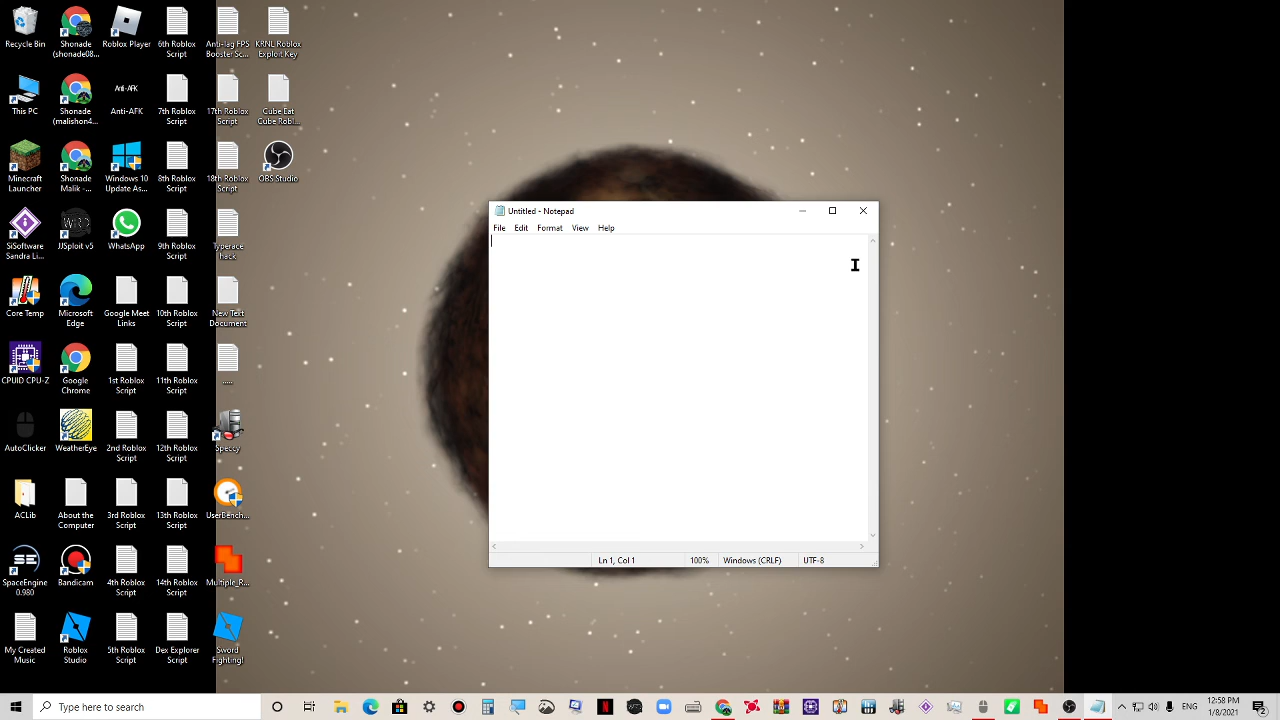 Recycle Bin
Shonade
(shonade08...
Roblox Player
6th Roblox
Script
Anti-lag FPS
Booster Sc...
KRNL Roblox
Exploit Key
This PC
Shonade
(malishon4...
Anti-AFK
Anti-AFK
7th Roblox
Script
17th Roblox
Script
Cube Eat
Cube Robl...
Minecraft
Launcher
Shonade
Malik -...
Windows 10
Update As...
8th Roblox
Script
18th Roblox
Script
OBS Studio
SiSoftware
Sandra Li...
JJSploit v5
WhatsApp
9th Roblox
Script
Typerace
hack
Core Temp
Microsoft
Edge
Google Meet
Links
10th Roblox
Script
New Text
Document
CPUID CPU-Z
Google
Chrome
1st Roblox
Script
11th Roblox
Script
.....
AutoClicker
WeatherEye
2nd Roblox
Script
12th Roblox
Script
Speccy
ACLib
About the
Computer
3rd Roblox
Script
13th Roblox
Script
UserBench...
SpaceEngine
0.980
Bandicam
4th Roblox
Script
14th Roblox
Script
Multiple_R...
My Created
Music
Roblox
Studio
5th Roblox
Script
Dex Explorer
Script
Sword
Fighting!
Untitled - Notepad
File Edit Format View Help
Ln 1, Col 1 100% Windows (CRLF) UTF-8
Type here to search
ENG
12:58 PM
1/8/2021